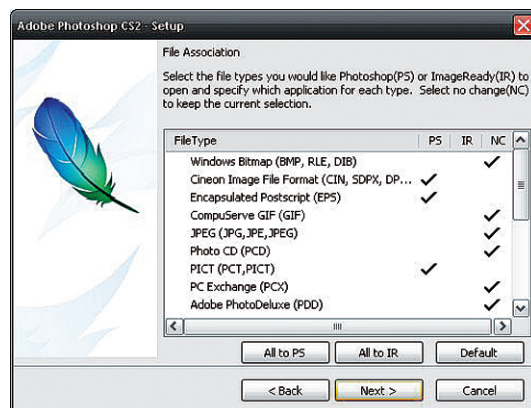 Adobe Photoshop CS2 - Setup
File Association
Select the file types you would like Photoshop(PS) or ImageReady(IR) to
open and specify which application for each type. Select no change(NC)
to keep the current selection.
FileType PS IR NC
Windows Bitmap (BMP, RLE, DIB)
Cineon Image File Format (CIN, SDPX, DP...
Encapsulated Postscript (EPS)
CompuServe GIF (GIF)
JPEG (JPG,JPE,JPEG)
Photo CD (PCD)
PICT (PCT,PICT)
PC Exchange (PCX)
Adobe PhotoDeluxe (PDD)
All to PS All to IR Default
< Back Next > Cancel